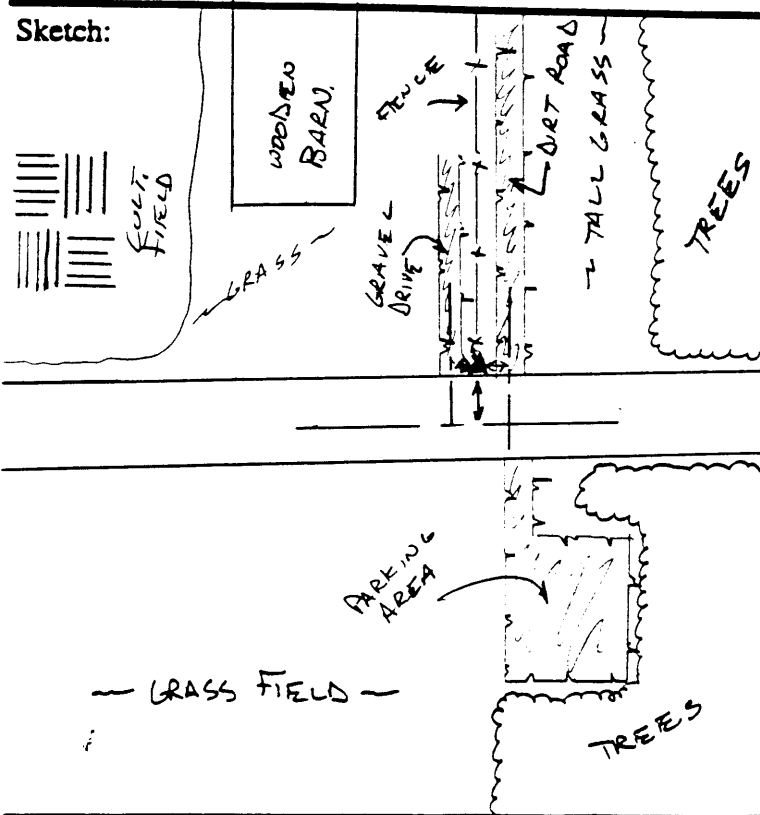 Sketch:
WOODEN
BARN.
FENCE
DIRT ROAD
~ TALL GRASS ~
TREES
CULT.
FIELD
~ GRASS ~
GRAVEL
DRIVE
PARKING
AREA
~ GRASS FIELD ~
TREES